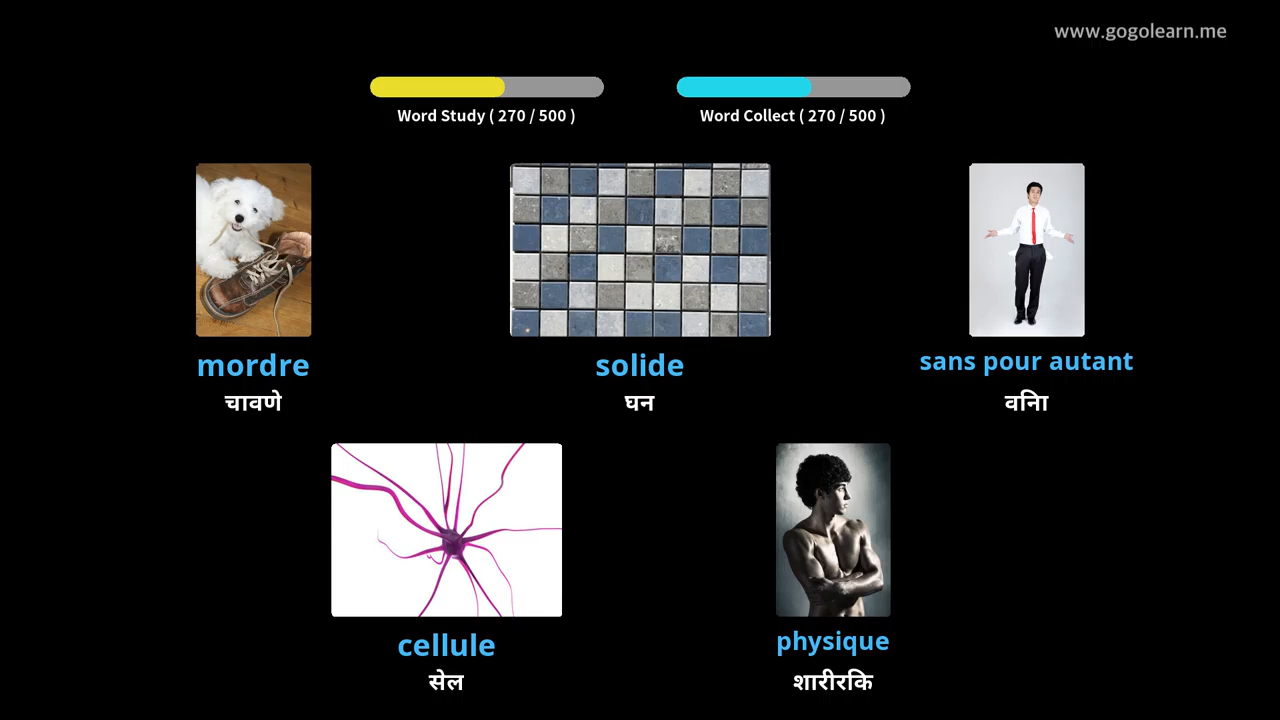 www.gogolearn.me
Word Study ( 270 / 500 )
Word Collect ( 270 / 500 )
mordre
solide
sans pour autant
चावणे
घन
वनिा
cellule
physique
सेल
शारीरकि